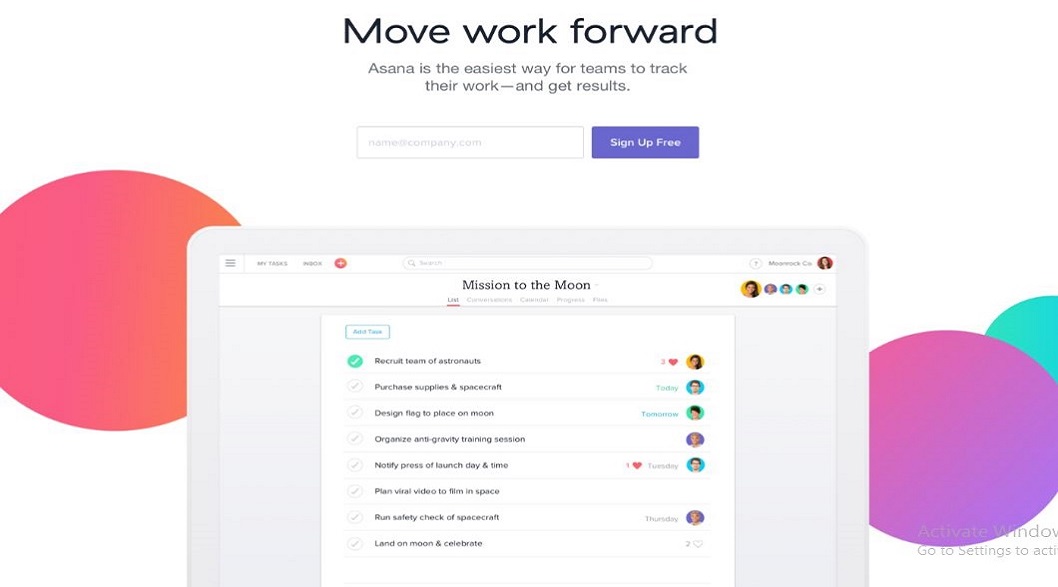 Move work forward
Asana is the easiest way for teams to track
their work—and get results.
name@company.com
Sign Up Free
MY TASKS
INBOX
Search
?
Moonrock Co.
Mission to the Moon
List
Conversations
Calendar
Progress
Files
Add Task
Recruit team of astronauts
3
Purchase supplies & spacecraft
Today
Design flag to place on moon
Tomorrow
Organize anti-gravity training session
Notify press of launch day & time
1
Tuesday
Plan viral video to film in space
Run safety check of spacecraft
Thursday
Land on moon & celebrate
2
Activate Window
Go to Settings to acti